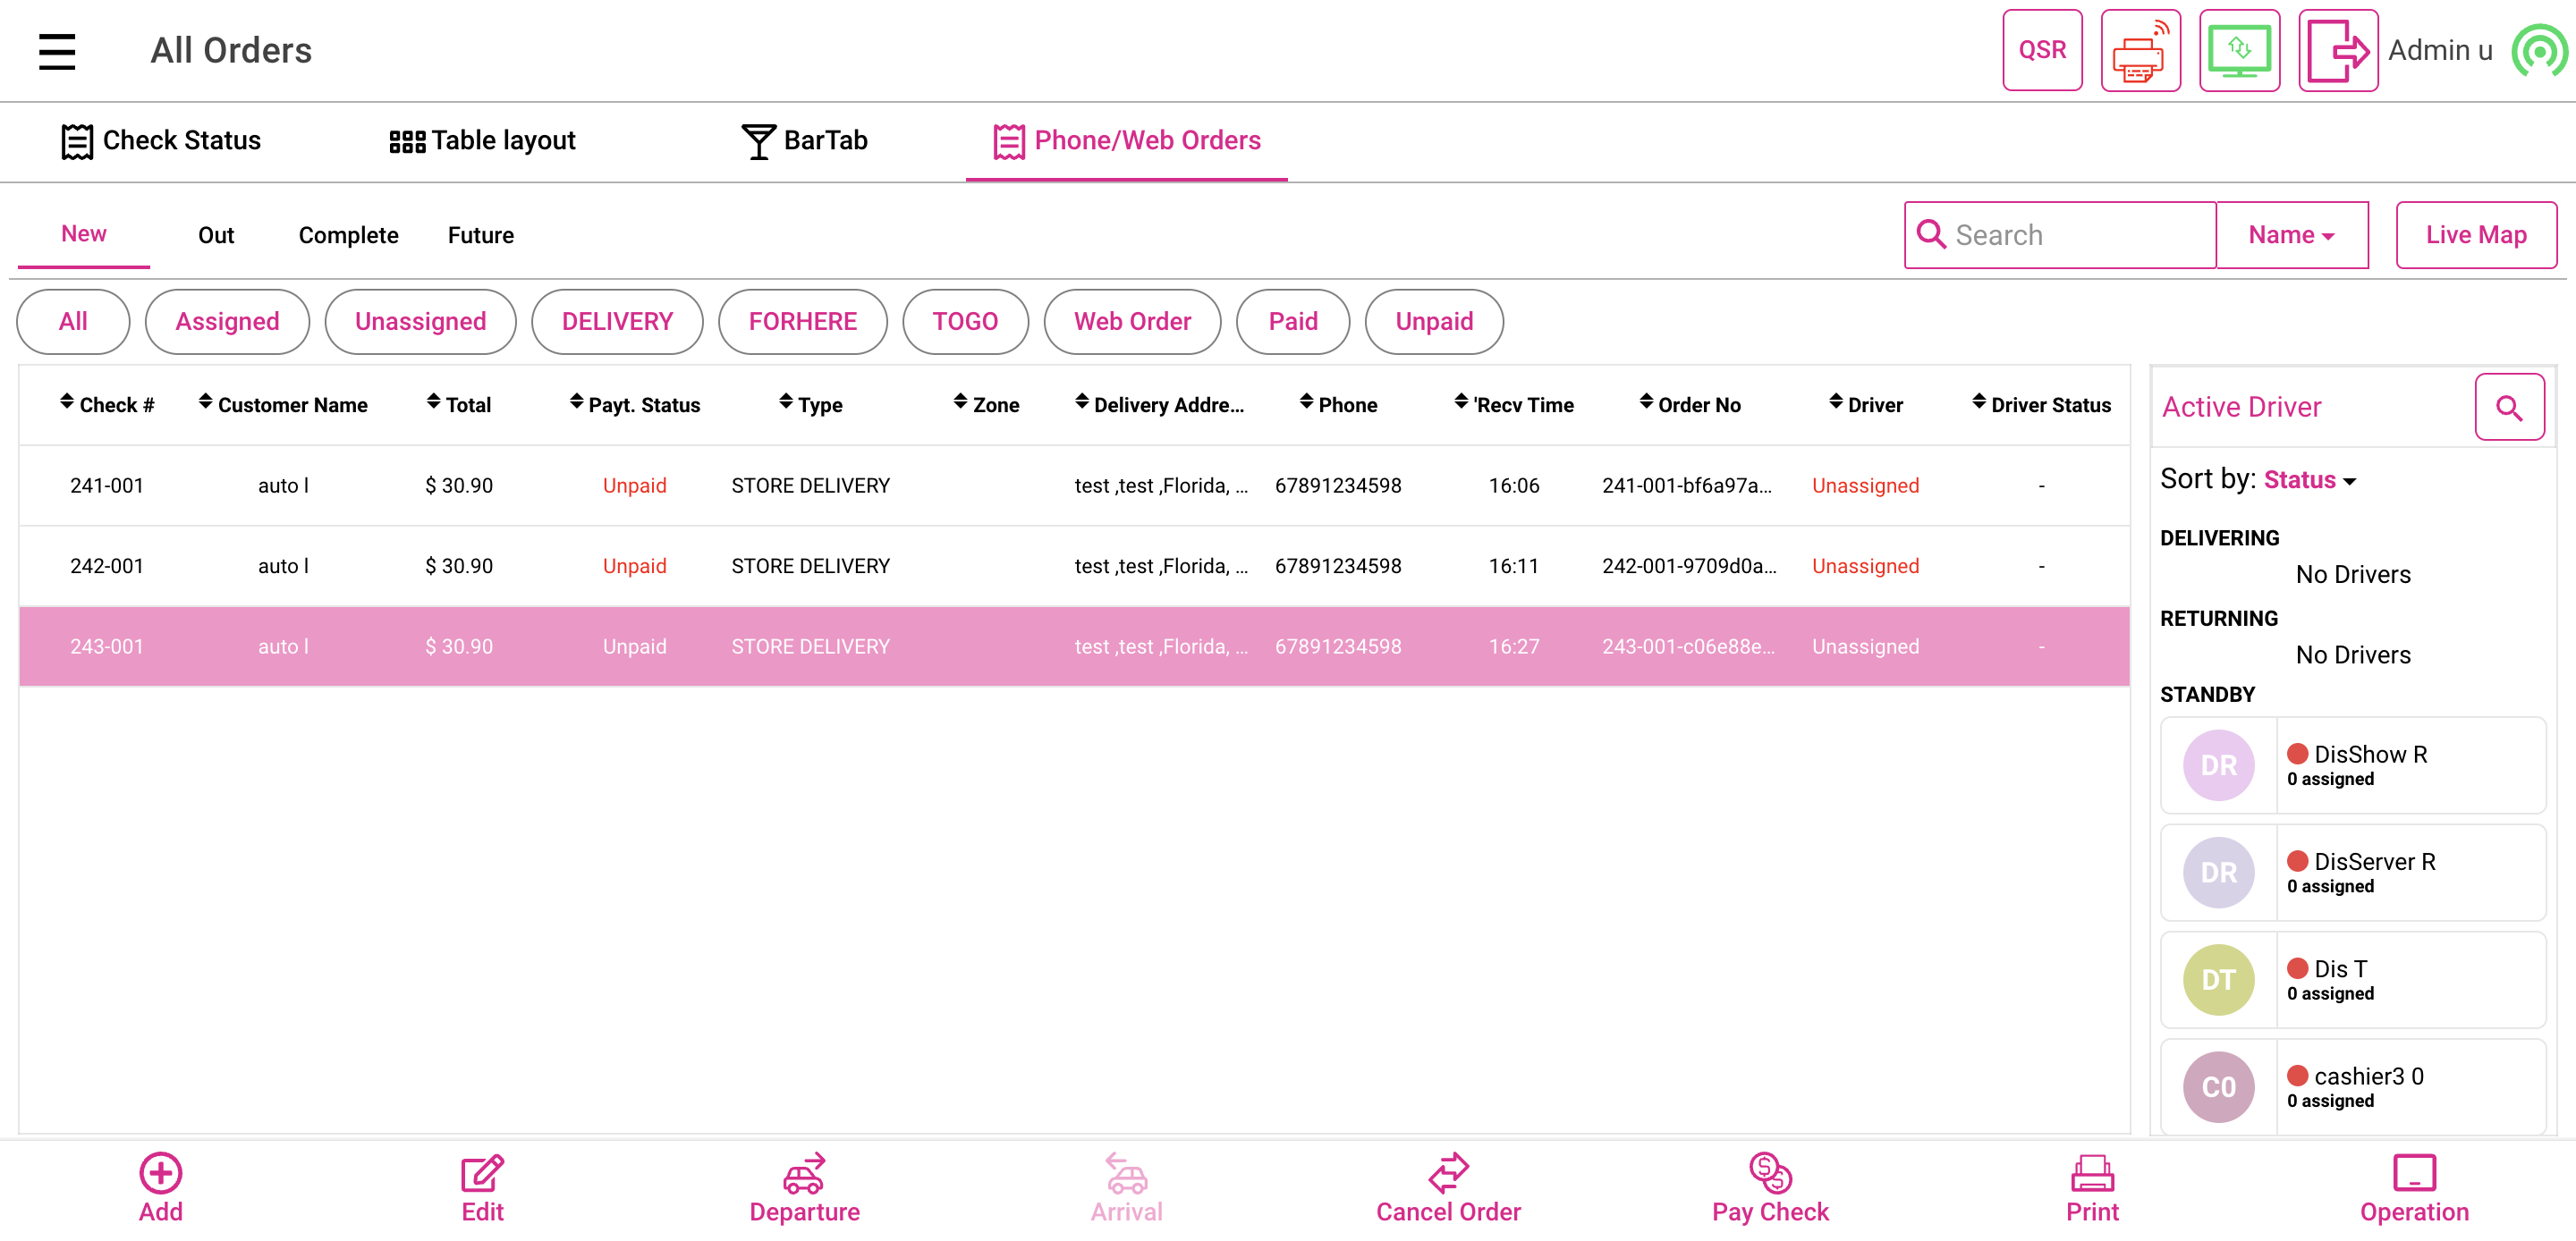 All Orders
QSR
Admin u
Check Status
Table layout
BarTab
Phone/Web Orders
New
Out
Complete
Future
Search
Name
Live Map
All
Assigned
Unassigned
DELIVERY
FORHERE
TOGO
Web Order
Paid
Unpaid
Check # Customer Name Total Payt. Status Type Zone Delivery Addre... Phone 'Recv Time Order No Driver Driver Status
241-001 auto l $ 30.90 Unpaid STORE DELIVERY test ,test ,Florida, ... 67891234598 16:06 241-001-bf6a97a... Unassigned -
242-001 auto l $ 30.90 Unpaid STORE DELIVERY test ,test ,Florida, ... 67891234598 16:11 242-001-9709d0a... Unassigned -
243-001 auto l $ 30.90 Unpaid STORE DELIVERY test ,test ,Florida, ... 67891234598 16:27 243-001-c06e88e... Unassigned -
Active Driver
Sort by: Status
DELIVERING
No Drivers
RETURNING
No Drivers
STANDBY
DR
DisShow R
0 assigned
DR
DisServer R
0 assigned
DT
Dis T
0 assigned
C0
cashier3 0
0 assigned
Add
Edit
Departure
Arrival
Cancel Order
Pay Check
Print
Operation